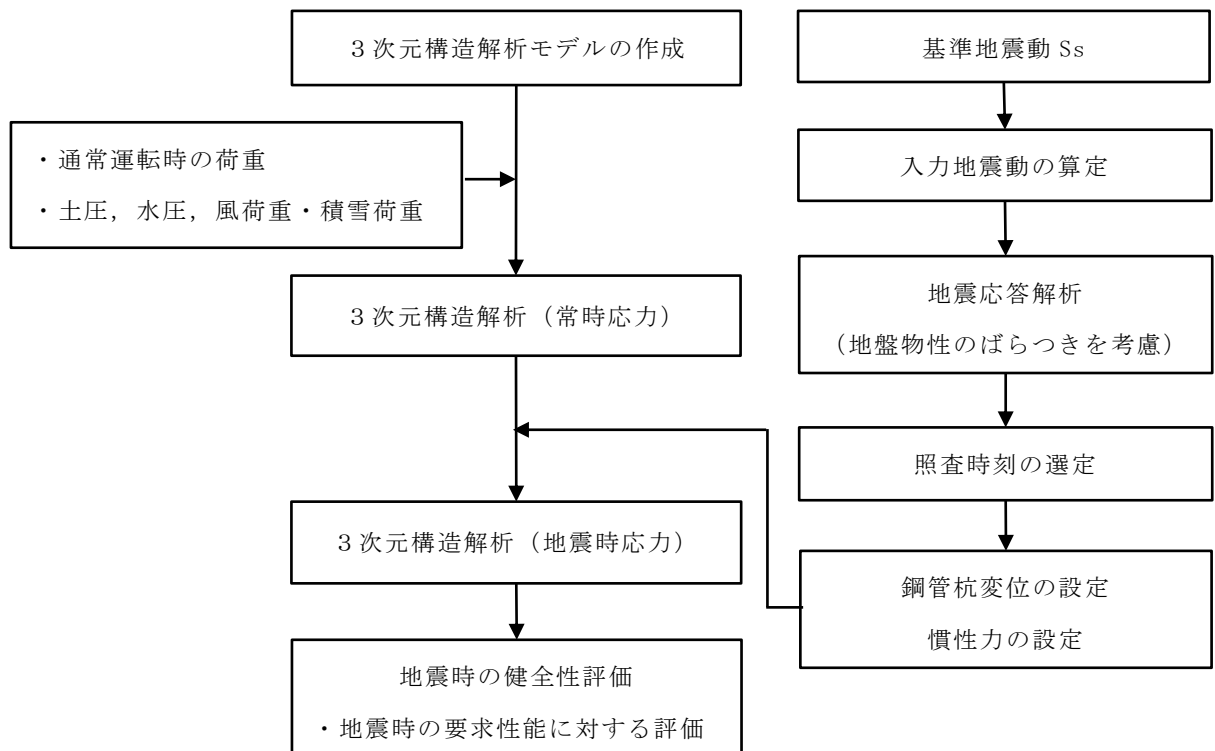 ３次元構造解析モデルの作成
・通常運転時の荷重
・土圧，水圧，風荷重・積雪荷重
３次元構造解析（常時応力）
３次元構造解析（地震時応力）
地震時の健全性評価
・地震時の要求性能に対する評価
基準地震動 Ss
入力地震動の算定
地震応答解析
（地盤物性のばらつきを考慮）
照査時刻の選定
鋼管杭変位の設定
慣性力の設定